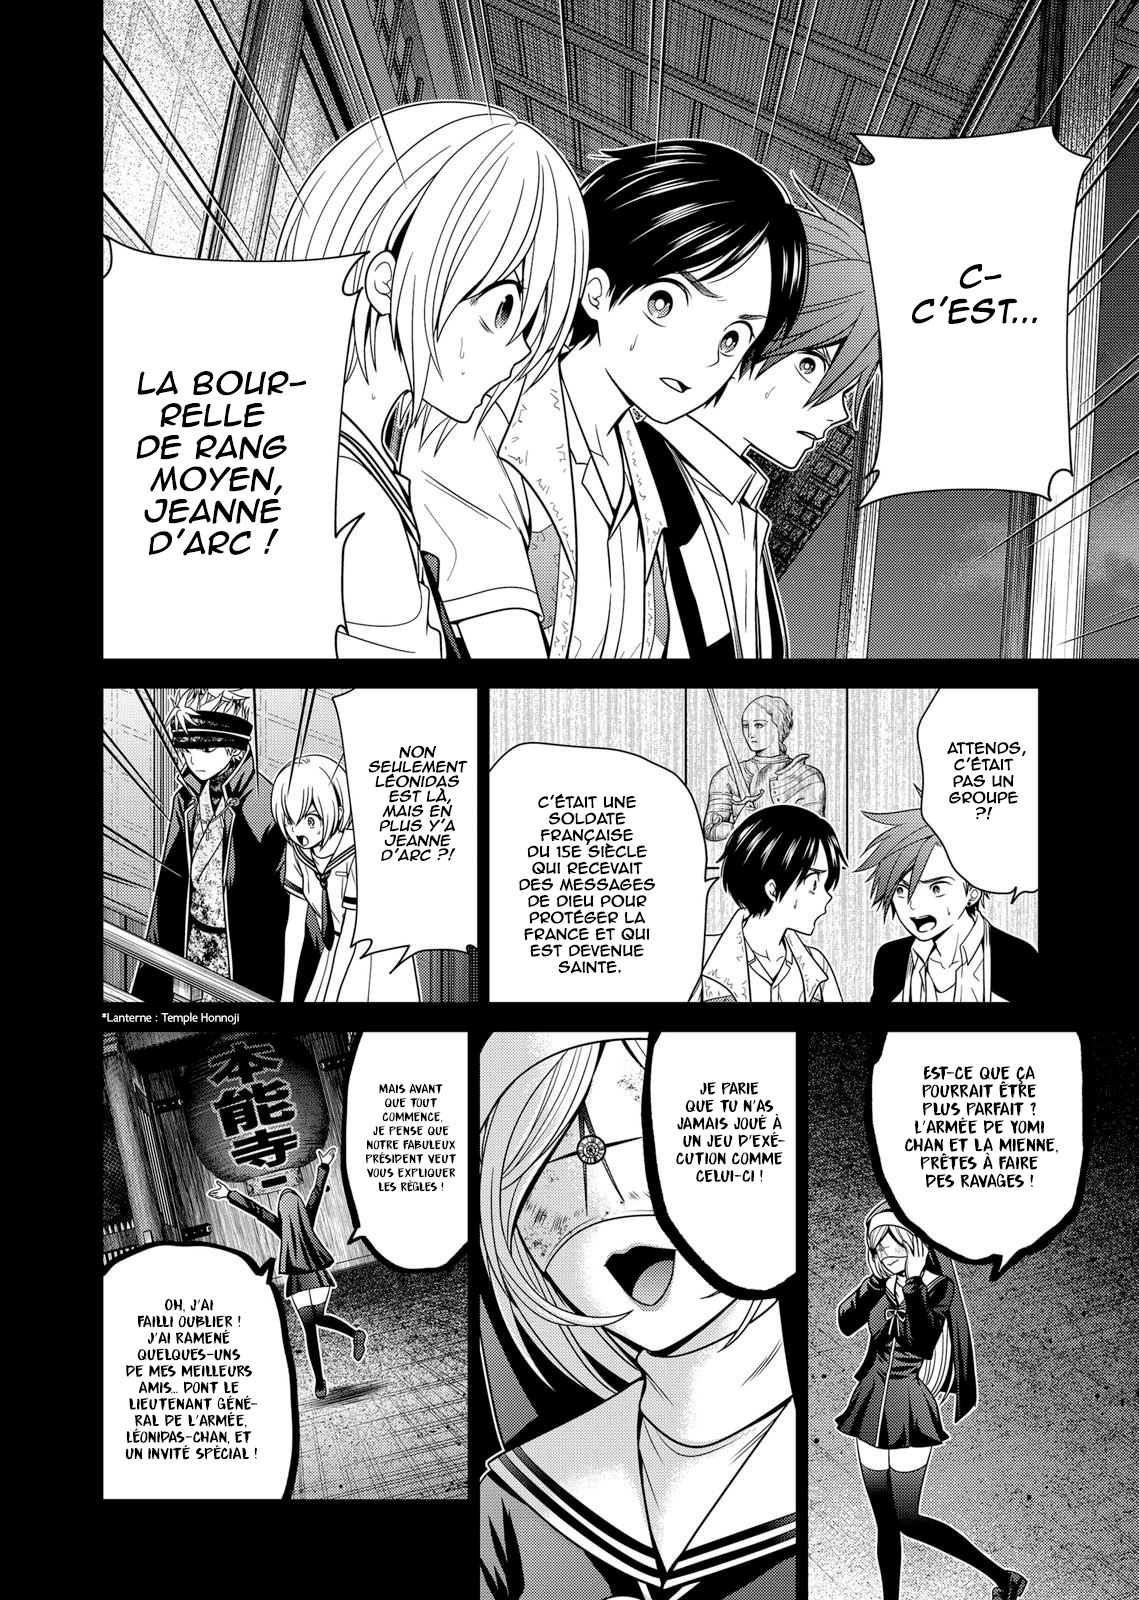 C-
C'EST...
LA BOUR-
RELLE
DE RANG
MOYEN,
JEANNE
D'ARC !
ATTENDS,
C'ÉTAIT
PAS UN
GROUPE
?!
C'ÉTAIT UNE
SOLDATE
FRANÇAISE
DU 15E SIÈCLE
QUI RECEVAIT
DES MESSAGES
DE DIEU POUR
PROTÉGER LA
FRANCE ET QUI
EST DEVENUE
SAINTE.
NON
SEULEMENT
LÉONIDAS
EST LÀ,
MAIS EN
PLUS Y'A
JEANNE
D'ARC ?!
*Lanterne : Temple Honnoji
EST-CE QUE ÇA
POURRAIT ÊTRE
PLUS PARFAIT ?
L'ARMÉE DE YOMI
CHAN ET LA MIENNE,
PRÊTES À FAIRE
DES RAVAGES !
JE PARIE
QUE TU N'AS
JAMAIS JOUÉ À
UN JEU D'EXÉ-
CUTION COMME
CELUI-CI !
MAIS AVANT
QUE TOUT
COMMENCE,
JE PENSE QUE
NOTRE FABULEUX
PRÉSIDENT VEUT
VOUS EXPLIQUER
LES RÈGLES !
本能寺
OH, J'AI
FAILLI OUBLIER !
J'AI RAMENÉ
QUELQUES-UNS
DE MES MEILLEURS
AMIS... DONT LE
LIEUTENANT GÉNÉ-
RAL DE L'ARMÉE,
LÉONIDAS-CHAN, ET
UN INVITÉ SPÉCIAL !